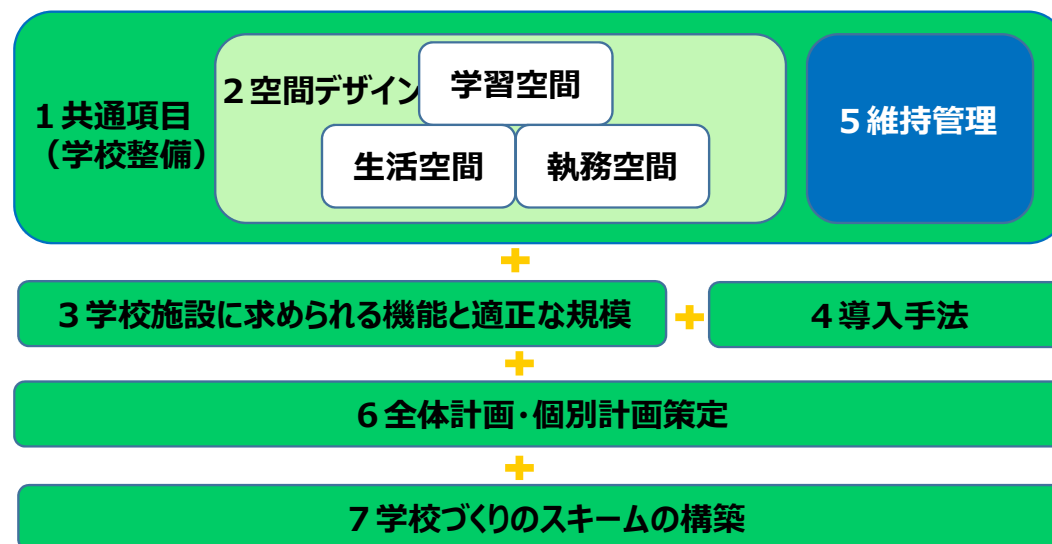 1共通項目
（学校整備）
2空間デザイン
学習空間
生活空間
執務空間
5維持管理
3学校施設に求められる機能と適正な規模
4導入手法
6全体計画・個別計画策定
7学校づくりのスキームの構築